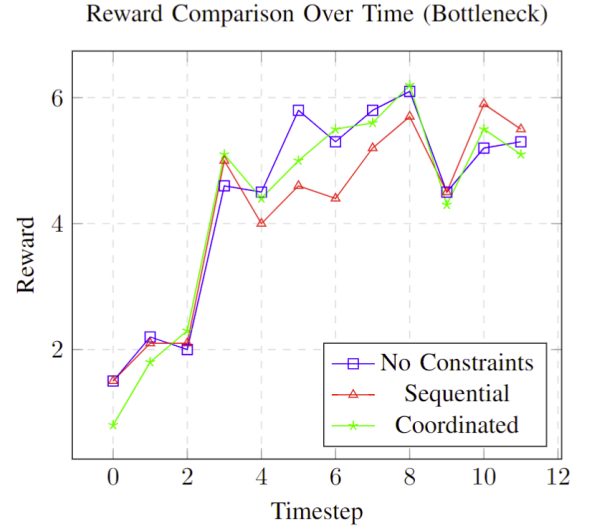 Reward Comparison Over Time (Bottleneck)
6
4
2
Reward
No Constraints
Sequential
Coordinated
0 2 4 6 8 10 12
Timestep